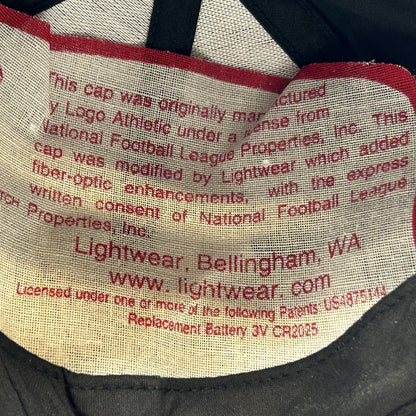 This cap was originally manufactured
by Logo Athletic under a license from
National Football League Properties, Inc. This
cap was modified by Lightwear which added
fiber-optic enhancements, with the express
written consent of National Football League
Properties, Inc.
Lightwear, Bellingham, WA
www. lightwear. com
Licensed under one or more of the following Patents: US4875144
Replacement Battery 3V CR2025